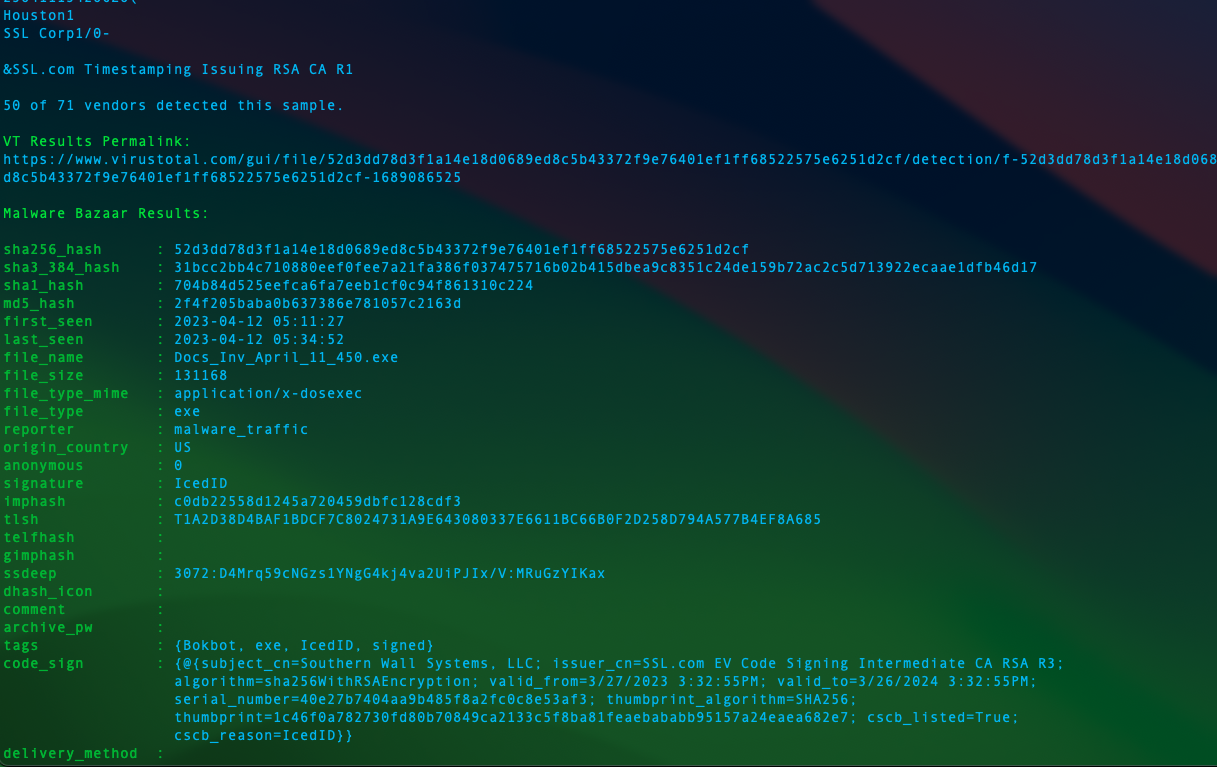 Houston1
SSL Corp1/0-
&SSL.com Timestamping Issuing RSA CA R1
50 of 71 vendors detected this sample.
VT Results Permalink:
https://www.virustotal.com/gui/file/52d3dd78d3f1a14e18d0689ed8c5b43372f9e76401ef1ff68522575e6251d2cf/detection/f-52d3dd78d3f1a14e18d068
d8c5b43372f9e76401ef1ff68522575e6251d2cf-1689086525
Malware Bazaar Results:
sha256_hash : 52d3dd78d3f1a14e18d0689ed8c5b43372f9e76401ef1ff68522575e6251d2cf
sha3_384_hash : 31bcc2bb4c710880eef0fee7a21fa386f037475716b02b415dbea9c8351c24de159b72ac2c5d713922ecaae1dfb46d17
sha1_hash : 704b84d525eefca6fa7eeb1cf0c94f861310c224
md5_hash : 2f4f205baba0b637386e781057c2163d
first_seen : 2023-04-12 05:11:27
last_seen : 2023-04-12 05:34:52
file_name : Docs_Inv_April_11_450.exe
file_size : 131168
file_type_mime : application/x-dosexec
file_type : exe
reporter : malware_traffic
origin_country : US
anonymous : 0
signature : IcedID
imphash : c0db22558d1245a720459dbfc128cdf3
tlsh : T1A2D38D4BAF1BDCF7C8024731A9E643080337E6611BC66B0F2D258D794A577B4EF8A685
telfhash :
gimphash :
ssdeep : 3072:D4Mrq59cNGzs1YNgG4kj4va2UiPJIx/V:MRuGzYIKax
dhash_icon :
comment :
archive_pw :
tags : {Bokbot, exe, IcedID, signed}
code_sign : {@{subject_cn=Southern Wall Systems, LLC; issuer_cn=SSL.com EV Code Signing Intermediate CA RSA R3;
algorithm=sha256WithRSAEncryption; valid_from=3/27/2023 3:32:55PM; valid_to=3/26/2024 3:32:55PM;
serial_number=40e27b7404aa9b485f8a2fc0c8e53af3; thumbprint_algorithm=SHA256;
thumbprint=1c46f0a782730fd80b70849ca2133c5f8ba81feaebababb95157a24eaea682e7; cscb_listed=True;
cscb_reason=IcedID}}
delivery_method :